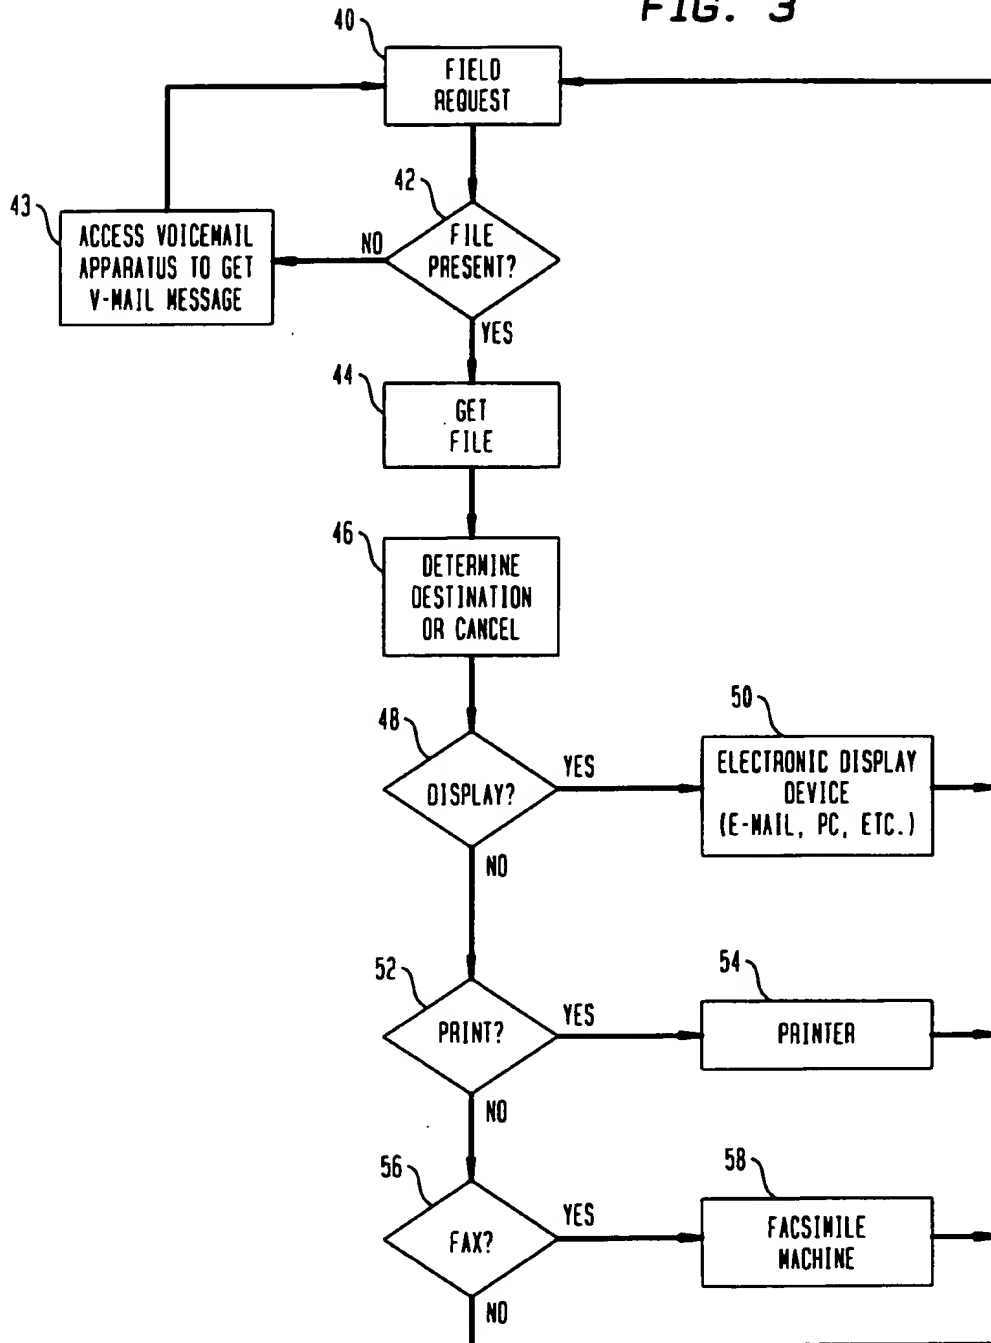 FIG. 3
40
FIELD
REQUEST
42
FILE
PRESENT?
NO
YES
43
ACCESS VOICEMAIL
APPARATUS TO GET
V-MAIL MESSAGE
44
GET
FILE
46
DETERMINE
DESTINATION
OR CANCEL
48
DISPLAY?
YES
NO
50
ELECTRONIC DISPLAY
DEVICE
(E-MAIL, PC, ETC.)
52
PRINT?
YES
NO
54
PRINTER
56
FAX?
YES
NO
58
FACSIMILE
MACHINE